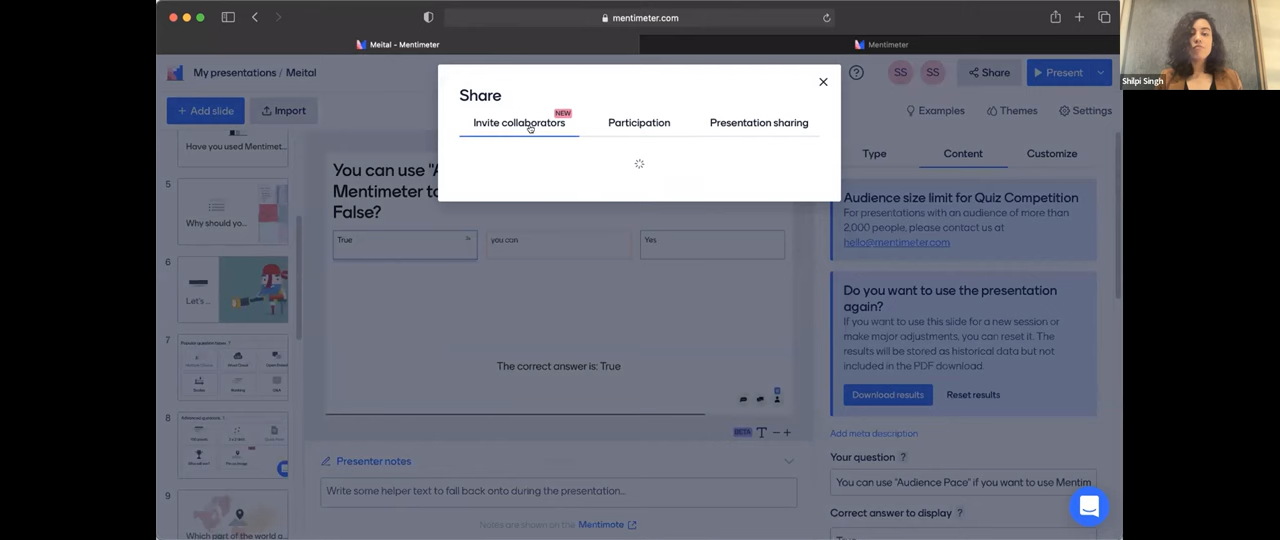 mentimeter.com
Meital - Mentimeter
Mentimeter
Shilpi Singh
My presentations / Meital
SS
SS
Share
Present
+ Add slide
Import
Examples
Themes
Settings
Share
NEW
Invite collaborators
Participation
Presentation sharing
Type
Content
Customize
Have you used Mentimet...
5
Why should yo...
6
Let's ...
7
8
9
Which part of the world a
You can use "A
Mentimeter to
False?
True
you can
Yes
The correct answer is: True
BETA
T
Presenter notes
Write some helper text to fall back onto during the presentation...
Notes are shown on the Mentimote
Audience size limit for Quiz Competition
For presentations with an audience of more than
2,000 people, please contact us at
hello@mentimeter.com
Do you want to use the presentation
again?
If you want to use this slide for a new session or
make major adjustments, you can reset it. The
results will be stored as historical data but not
included in the PDF download.
Download results
Reset results
Add meta description
Your question ?
You can use "Audience Pace" if you want to use Mentim
Correct answer to display ?
True